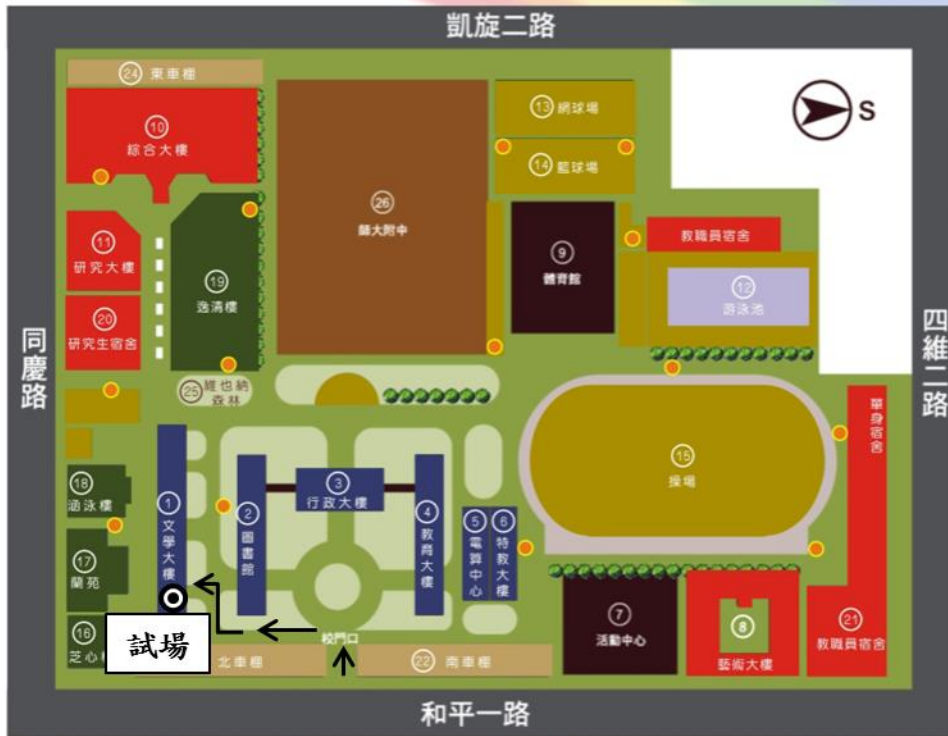 凱旋二路
㉔ 東車棚
⑩
綜合大樓
⑬ 網球場
⑭ 籃球場
S
⑪
研究大樓
⑲
逸清樓
㉖
師大附中
⑨
體育館
教職員宿舍
⑫
游泳池
⑳
研究生宿舍
同慶路
四維二路
㉕ 維也納
森林
單身宿舍
⑱
涵泳樓
①
文學大樓
②
圖書館
③
行政大樓
④
教育大樓
⑤
電算中心
⑥
特教大樓
⑮
操場
⑰
蘭苑
⑯
芝心
試場
校門口
北車棚
㉒ 南車棚
⑦
活動中心
⑧
藝術大樓
㉑
教職員宿舍
和平一路